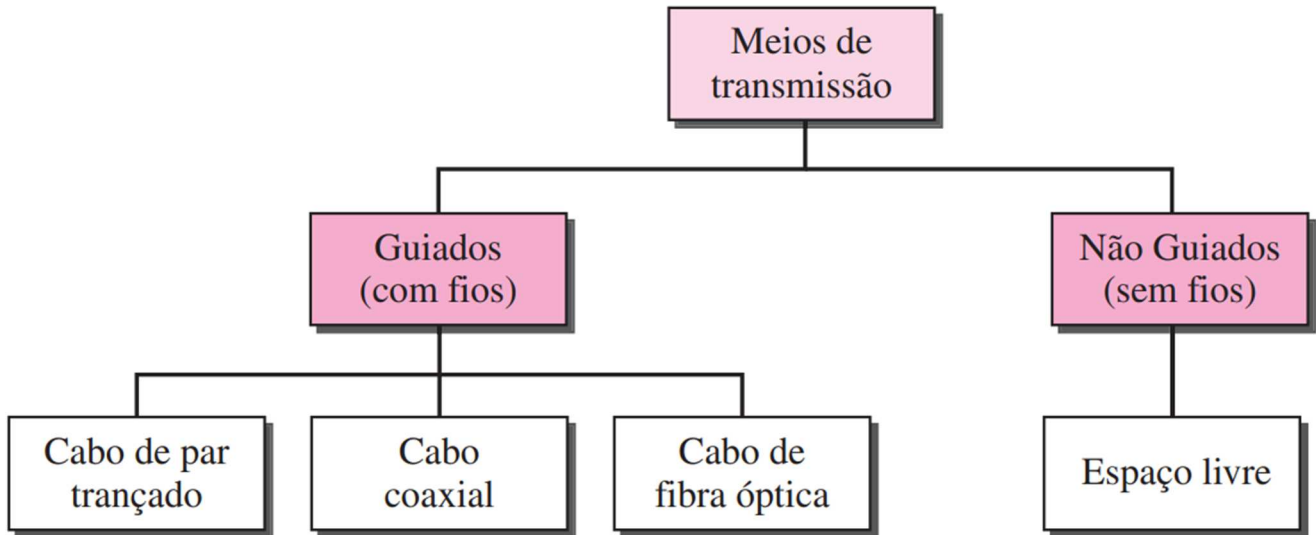 Meios de
transmissão
Guiados
(com fios)
Não Guiados
(sem fios)
Cabo de par
trançado
Cabo
coaxial
Cabo de
fibra óptica
Espaço livre